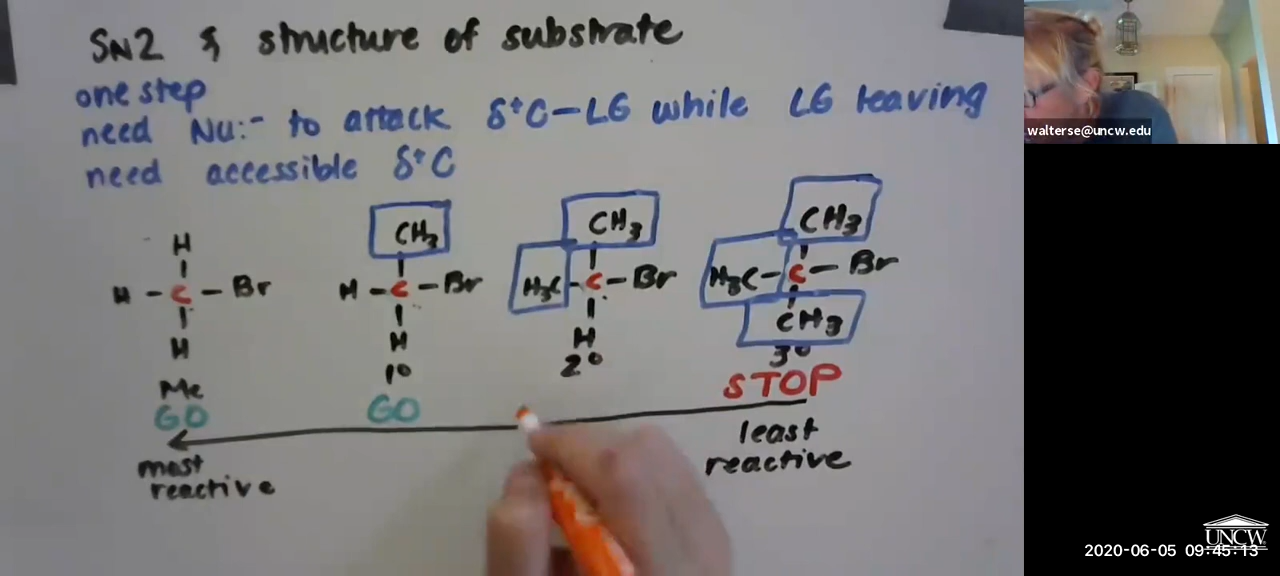 SN2 & structure of substrate
one step
need Nu:⁻ to attack δ⁺C–LG while LG leaving
need accessible δ⁺C
H CH₃ CH₃ CH₃
H – C – Br H – C – Br H₃C – C – Br H₃C – C – Br
H H H CH₃
Me 1° 2° 3°
GO GO STOP
most reactive
least reactive
walterse@uncw.edu
UNCW
2020-06-05 09:45:13